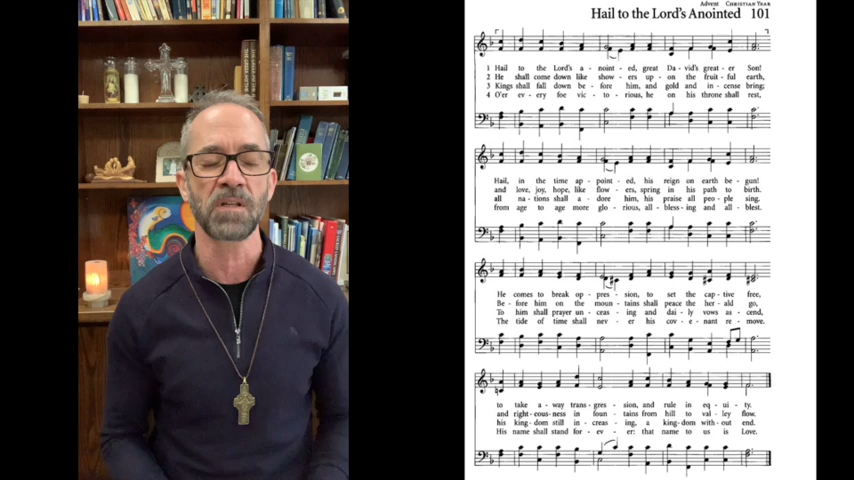 Advent CHRISTIAN YEAR
Hail to the Lord's Anointed 101
1 Hail to the Lord's a - noint - ed, great Da - vid's great - er Son!
2 He shall come down like show - ers up - on the fruit - ful earth,
3 Kings shall fall down be - fore him, and gold and in - cense bring;
4 O'er ev - ery foe vic - to - rious, he on his throne shall rest,
Hail, in the time ap - point - ed, his reign on earth be - gun!
and love, joy, hope, like flow - ers, spring in his path to birth.
all na - tions shall a - dore him, his praise all peo - ple sing,
from age to age more glo - rious, all - bless - ing and all - blest.
He comes to break op - pres - sion, to set the cap - tive free,
Be - fore him on the moun - tains shall peace the her - ald go,
To him shall prayer un - ceas - ing and dai - ly vows as - cend,
The tide of time shall nev - er his cov - e - nant re - move.
to take a - way trans - gres - sion, and rule in eq - ui - ty.
and right - eous - ness in foun - tains from hill to val - ley flow.
his king - dom still in - creas - ing, a king - dom with - out end.
His name shall stand for - ev - er: that name to us is Love.